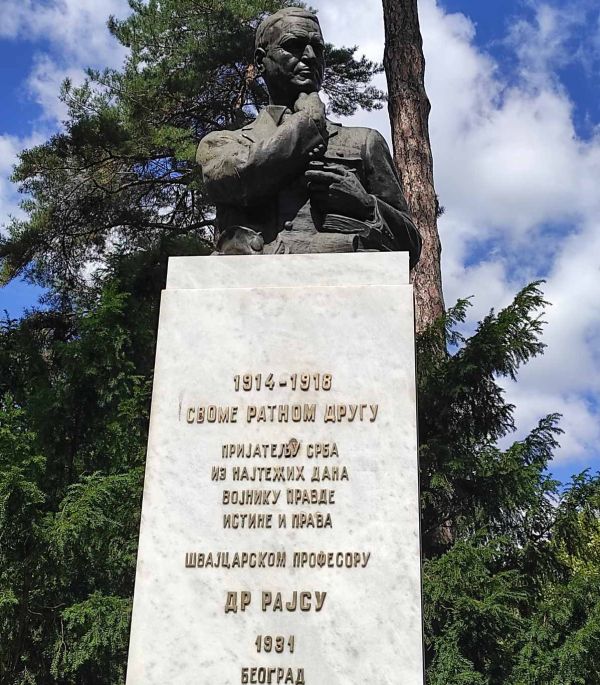 1914-1918
СВОМЕ РАТНОМ ДРУГУ
ПРИЈАТЕЉУ СРБА
ИЗ НАЈТЕЖИХ ДАНА
ВОЈНИКУ ПРАВДЕ
ИСТИНЕ И ПРАВА
ШВАЈЦАРСКОМ ПРОФЕСОРУ
ДР РАЈСУ
1931
БЕОГРАД